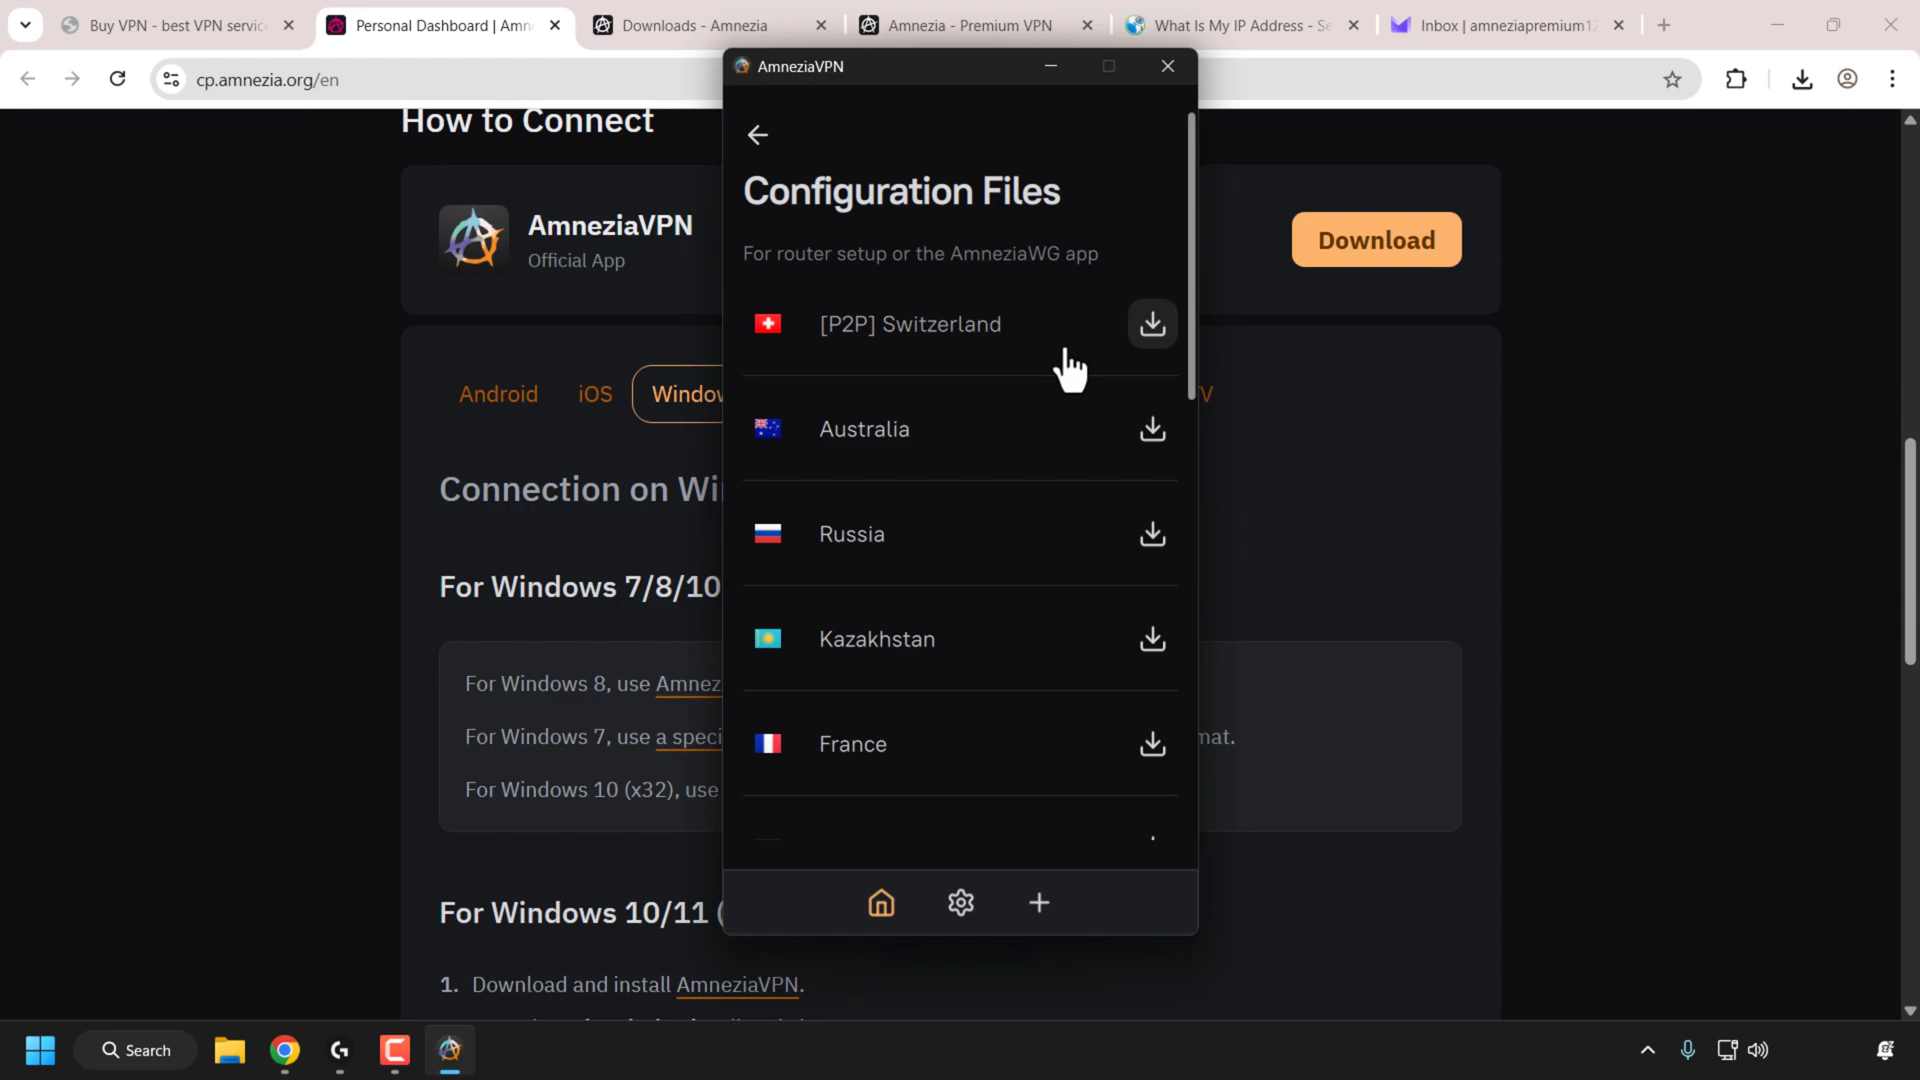 Buy VPN - best VPN servic
Personal Dashboard | Amn
Downloads - Amnezia
Amnezia - Premium VPN
What Is My IP Address - Se
Inbox | amneziapremium1
cp.amnezia.org/en
How to Connect
AmneziaVPN
Official App
Download
Android
iOS
Window
V
Connection on Wi
For Windows 7/8/10
For Windows 8, use Amnez
For Windows 7, use a speci
mat.
For Windows 10 (x32), use
For Windows 10/11 (
1. Download and install AmneziaVPN.
AmneziaVPN
Configuration Files
For router setup or the AmneziaWG app
[P2P] Switzerland
Australia
Russia
Kazakhstan
France
Search